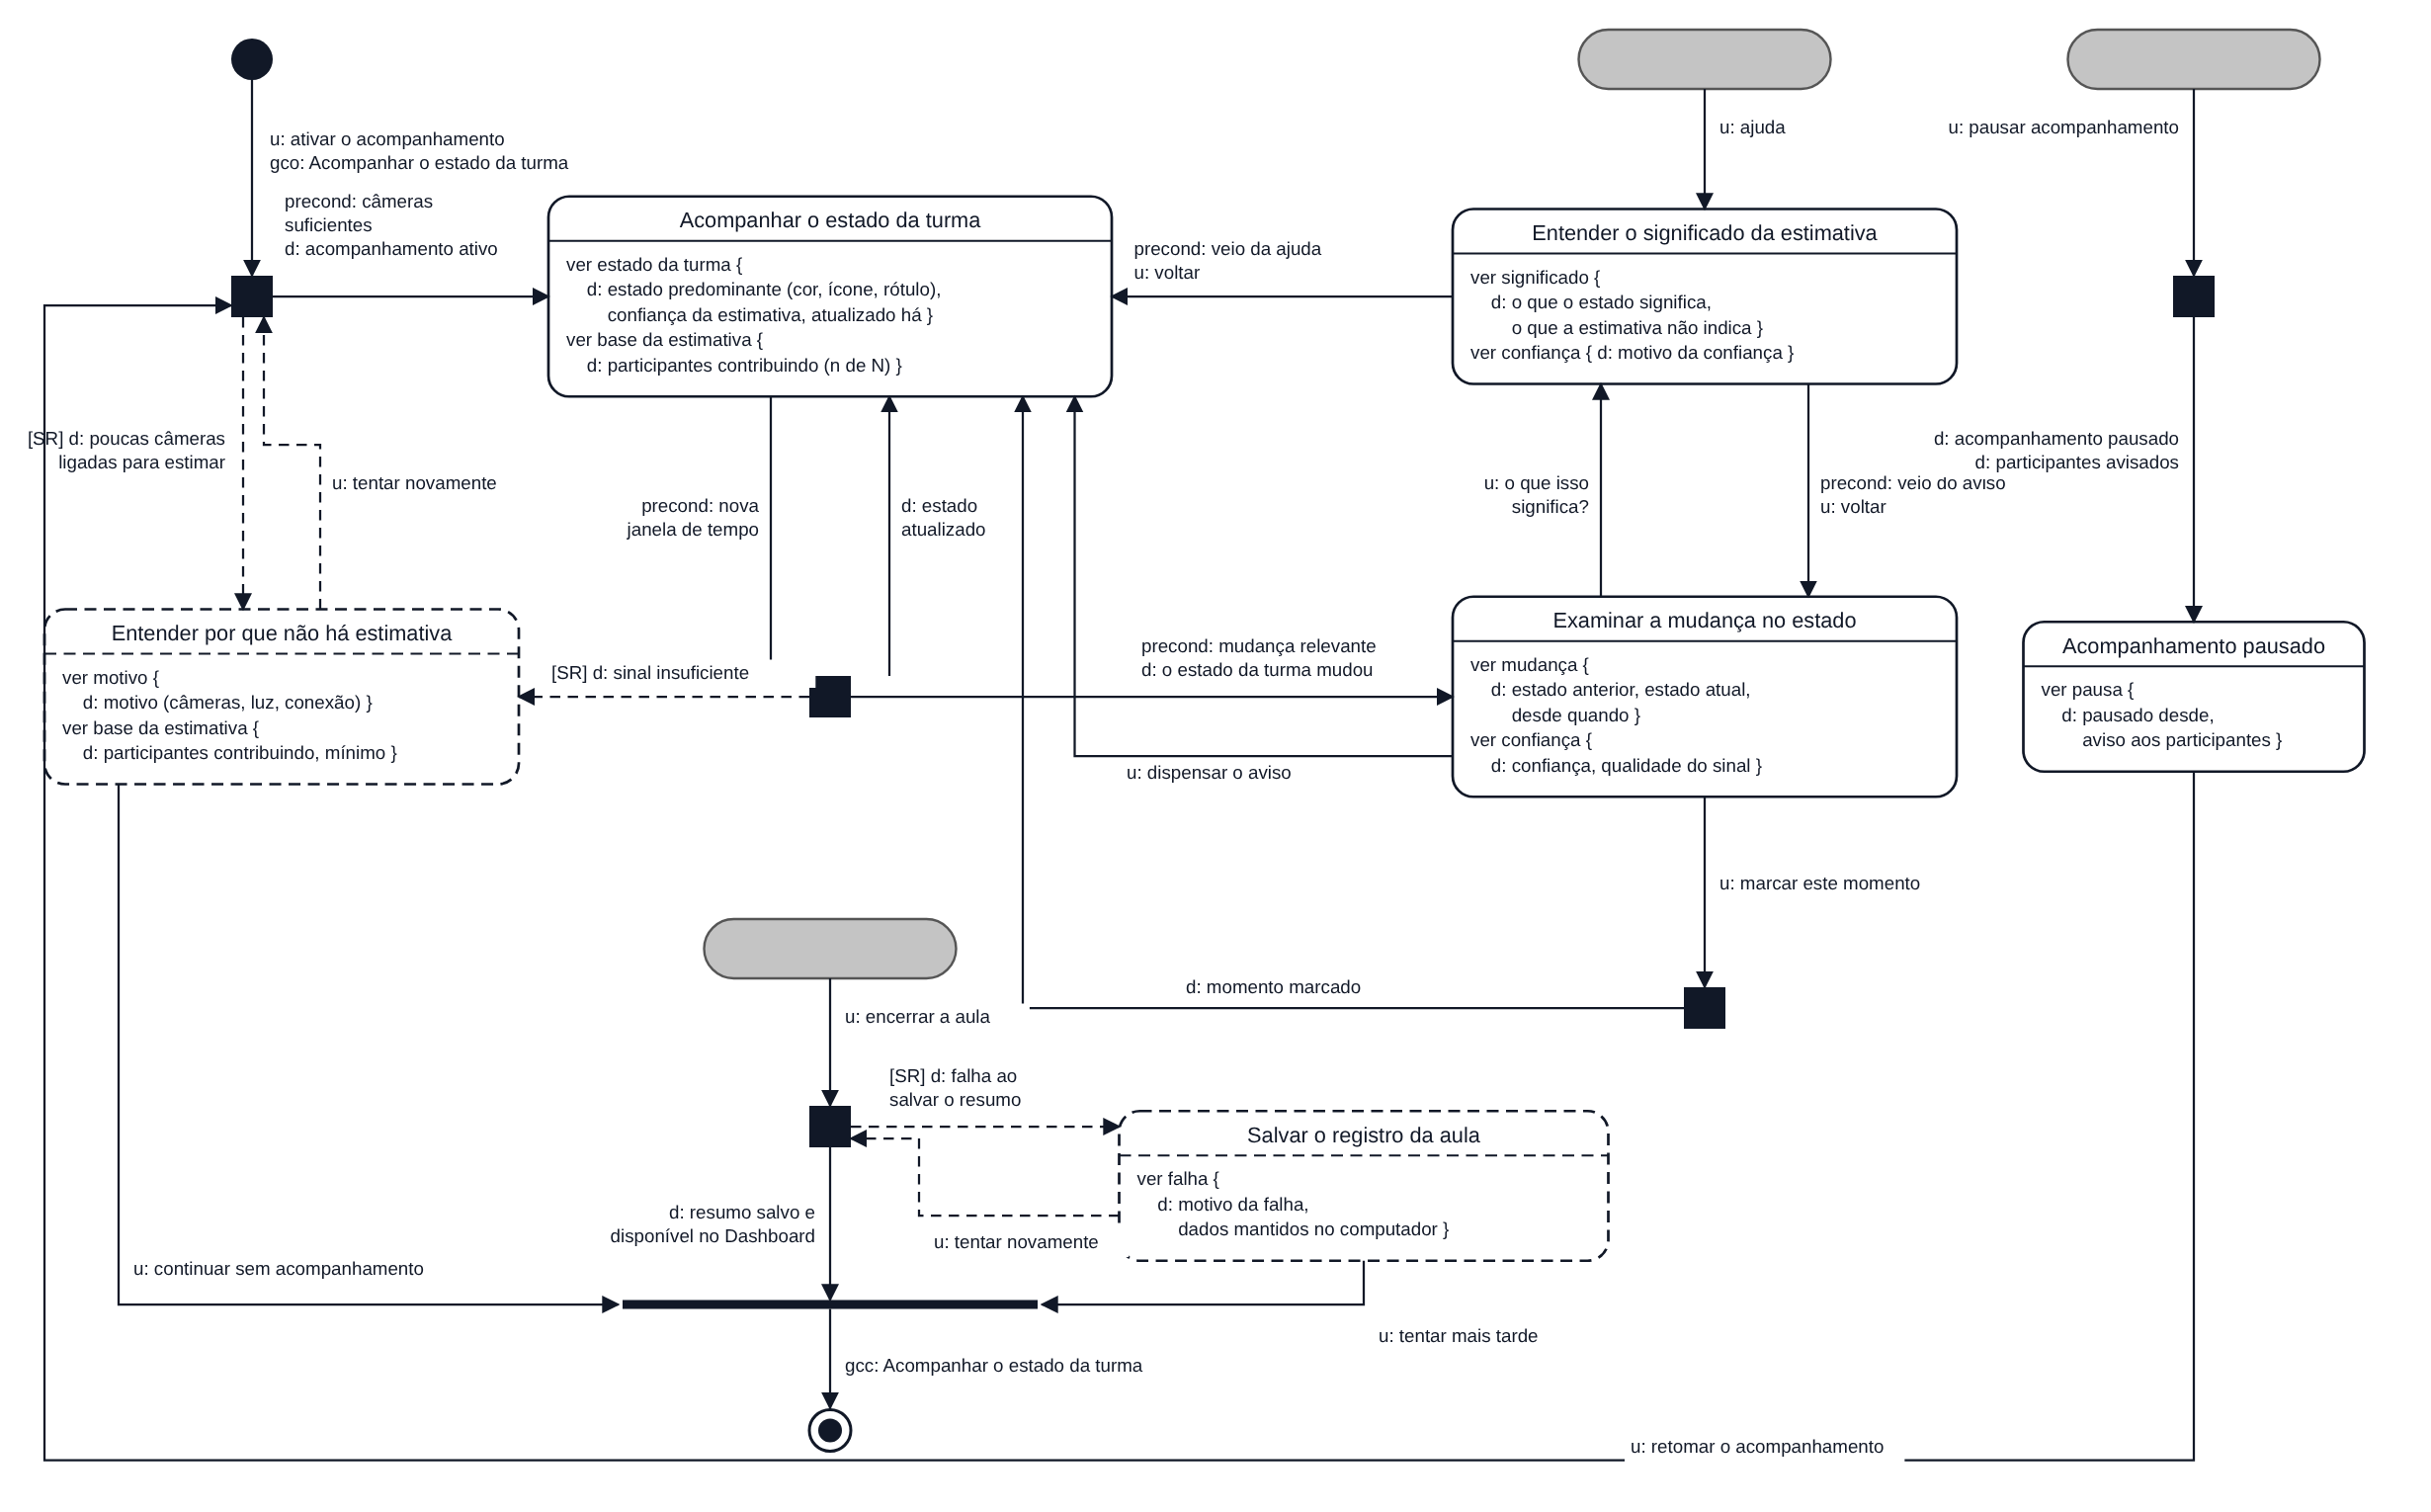 u: ajuda
u: pausar acompanhamento
u: ativar o acompanhamento
gco: Acompanhar o estado da turma
precond: câmeras
suficientes
d: acompanhamento ativo
Acompanhar o estado da turma
ver estado da turma {
d: estado predominante (cor, ícone, rótulo),
confiança da estimativa, atualizado há }
ver base da estimativa {
d: participantes contribuindo (n de N) }
precond: veio da ajuda
u: voltar
Entender o significado da estimativa
ver significado {
d: o que o estado significa,
o que a estimativa não indica }
ver confiança { d: motivo da confiança }
[SR] d: poucas câmeras
ligadas para estimar
u: tentar novamente
precond: nova
janela de tempo
d: estado
atualizado
u: o que isso
significa?
d: acompanhamento pausado
d: participantes avisados
precond: veio do aviso
u: voltar
Entender por que não há estimativa
ver motivo {
d: motivo (câmeras, luz, conexão) }
ver base da estimativa {
d: participantes contribuindo, mínimo }
[SR] d: sinal insuficiente
precond: mudança relevante
d: o estado da turma mudou
Examinar a mudança no estado
ver mudança {
d: estado anterior, estado atual,
desde quando }
ver confiança {
d: confiança, qualidade do sinal }
Acompanhamento pausado
ver pausa {
d: pausado desde,
aviso aos participantes }
u: dispensar o aviso
u: marcar este momento
d: momento marcado
u: encerrar a aula
[SR] d: falha ao
salvar o resumo
Salvar o registro da aula
ver falha {
d: motivo da falha,
dados mantidos no computador }
d: resumo salvo e
disponível no Dashboard
u: tentar novamente
u: continuar sem acompanhamento
u: tentar mais tarde
gcc: Acompanhar o estado da turma
u: retomar o acompanhamento